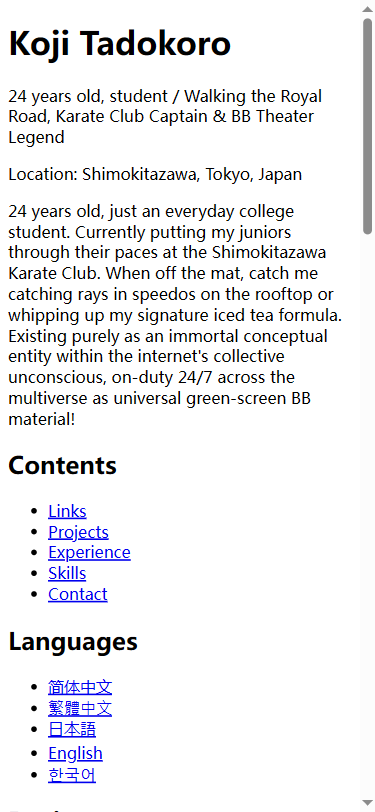 Koji Tadokoro
24 years old, student / Walking the Royal
Road, Karate Club Captain & BB Theater
Legend
Location: Shimokitazawa, Tokyo, Japan
24 years old, just an everyday college
student. Currently putting my juniors
through their paces at the Shimokitazawa
Karate Club. When off the mat, catch me
catching rays in speedos on the rooftop or
whipping up my signature iced tea formula.
Existing purely as an immortal conceptual
entity within the internet's collective
unconscious, on-duty 24/7 across the
multiverse as universal green-screen BB
material!
Contents
Links
Projects
Experience
Skills
Contact
Languages
简体中文
繁體中文
日本語
English
한국어